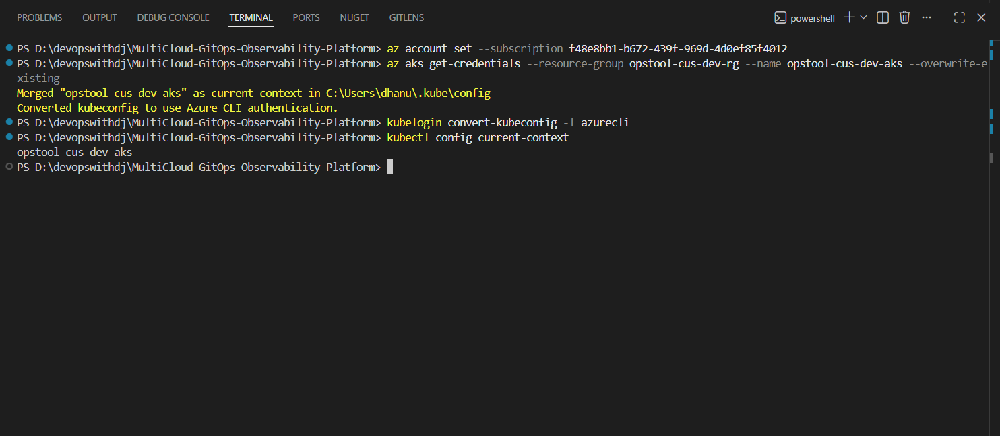 PROBLEMS OUTPUT DEBUG CONSOLE TERMINAL PORTS NUGET GITLENS powershell
PS D:\devopswithdj\MultiCloud-GitOps-Observability-Platform> az account set --subscription f48e8bb1-b672-439f-969d-4d0ef85f4012
PS D:\devopswithdj\MultiCloud-GitOps-Observability-Platform> az aks get-credentials --resource-group opstool-cus-dev-rg --name opstool-cus-dev-aks --overwrite-e
xisting
Merged "opstool-cus-dev-aks" as current context in C:\Users\dhanu\.kube\config
Converted kubeconfig to use Azure CLI authentication.
PS D:\devopswithdj\MultiCloud-GitOps-Observability-Platform> kubelogin convert-kubeconfig -l azurecli
PS D:\devopswithdj\MultiCloud-GitOps-Observability-Platform> kubectl config current-context
opstool-cus-dev-aks
PS D:\devopswithdj\MultiCloud-GitOps-Observability-Platform>